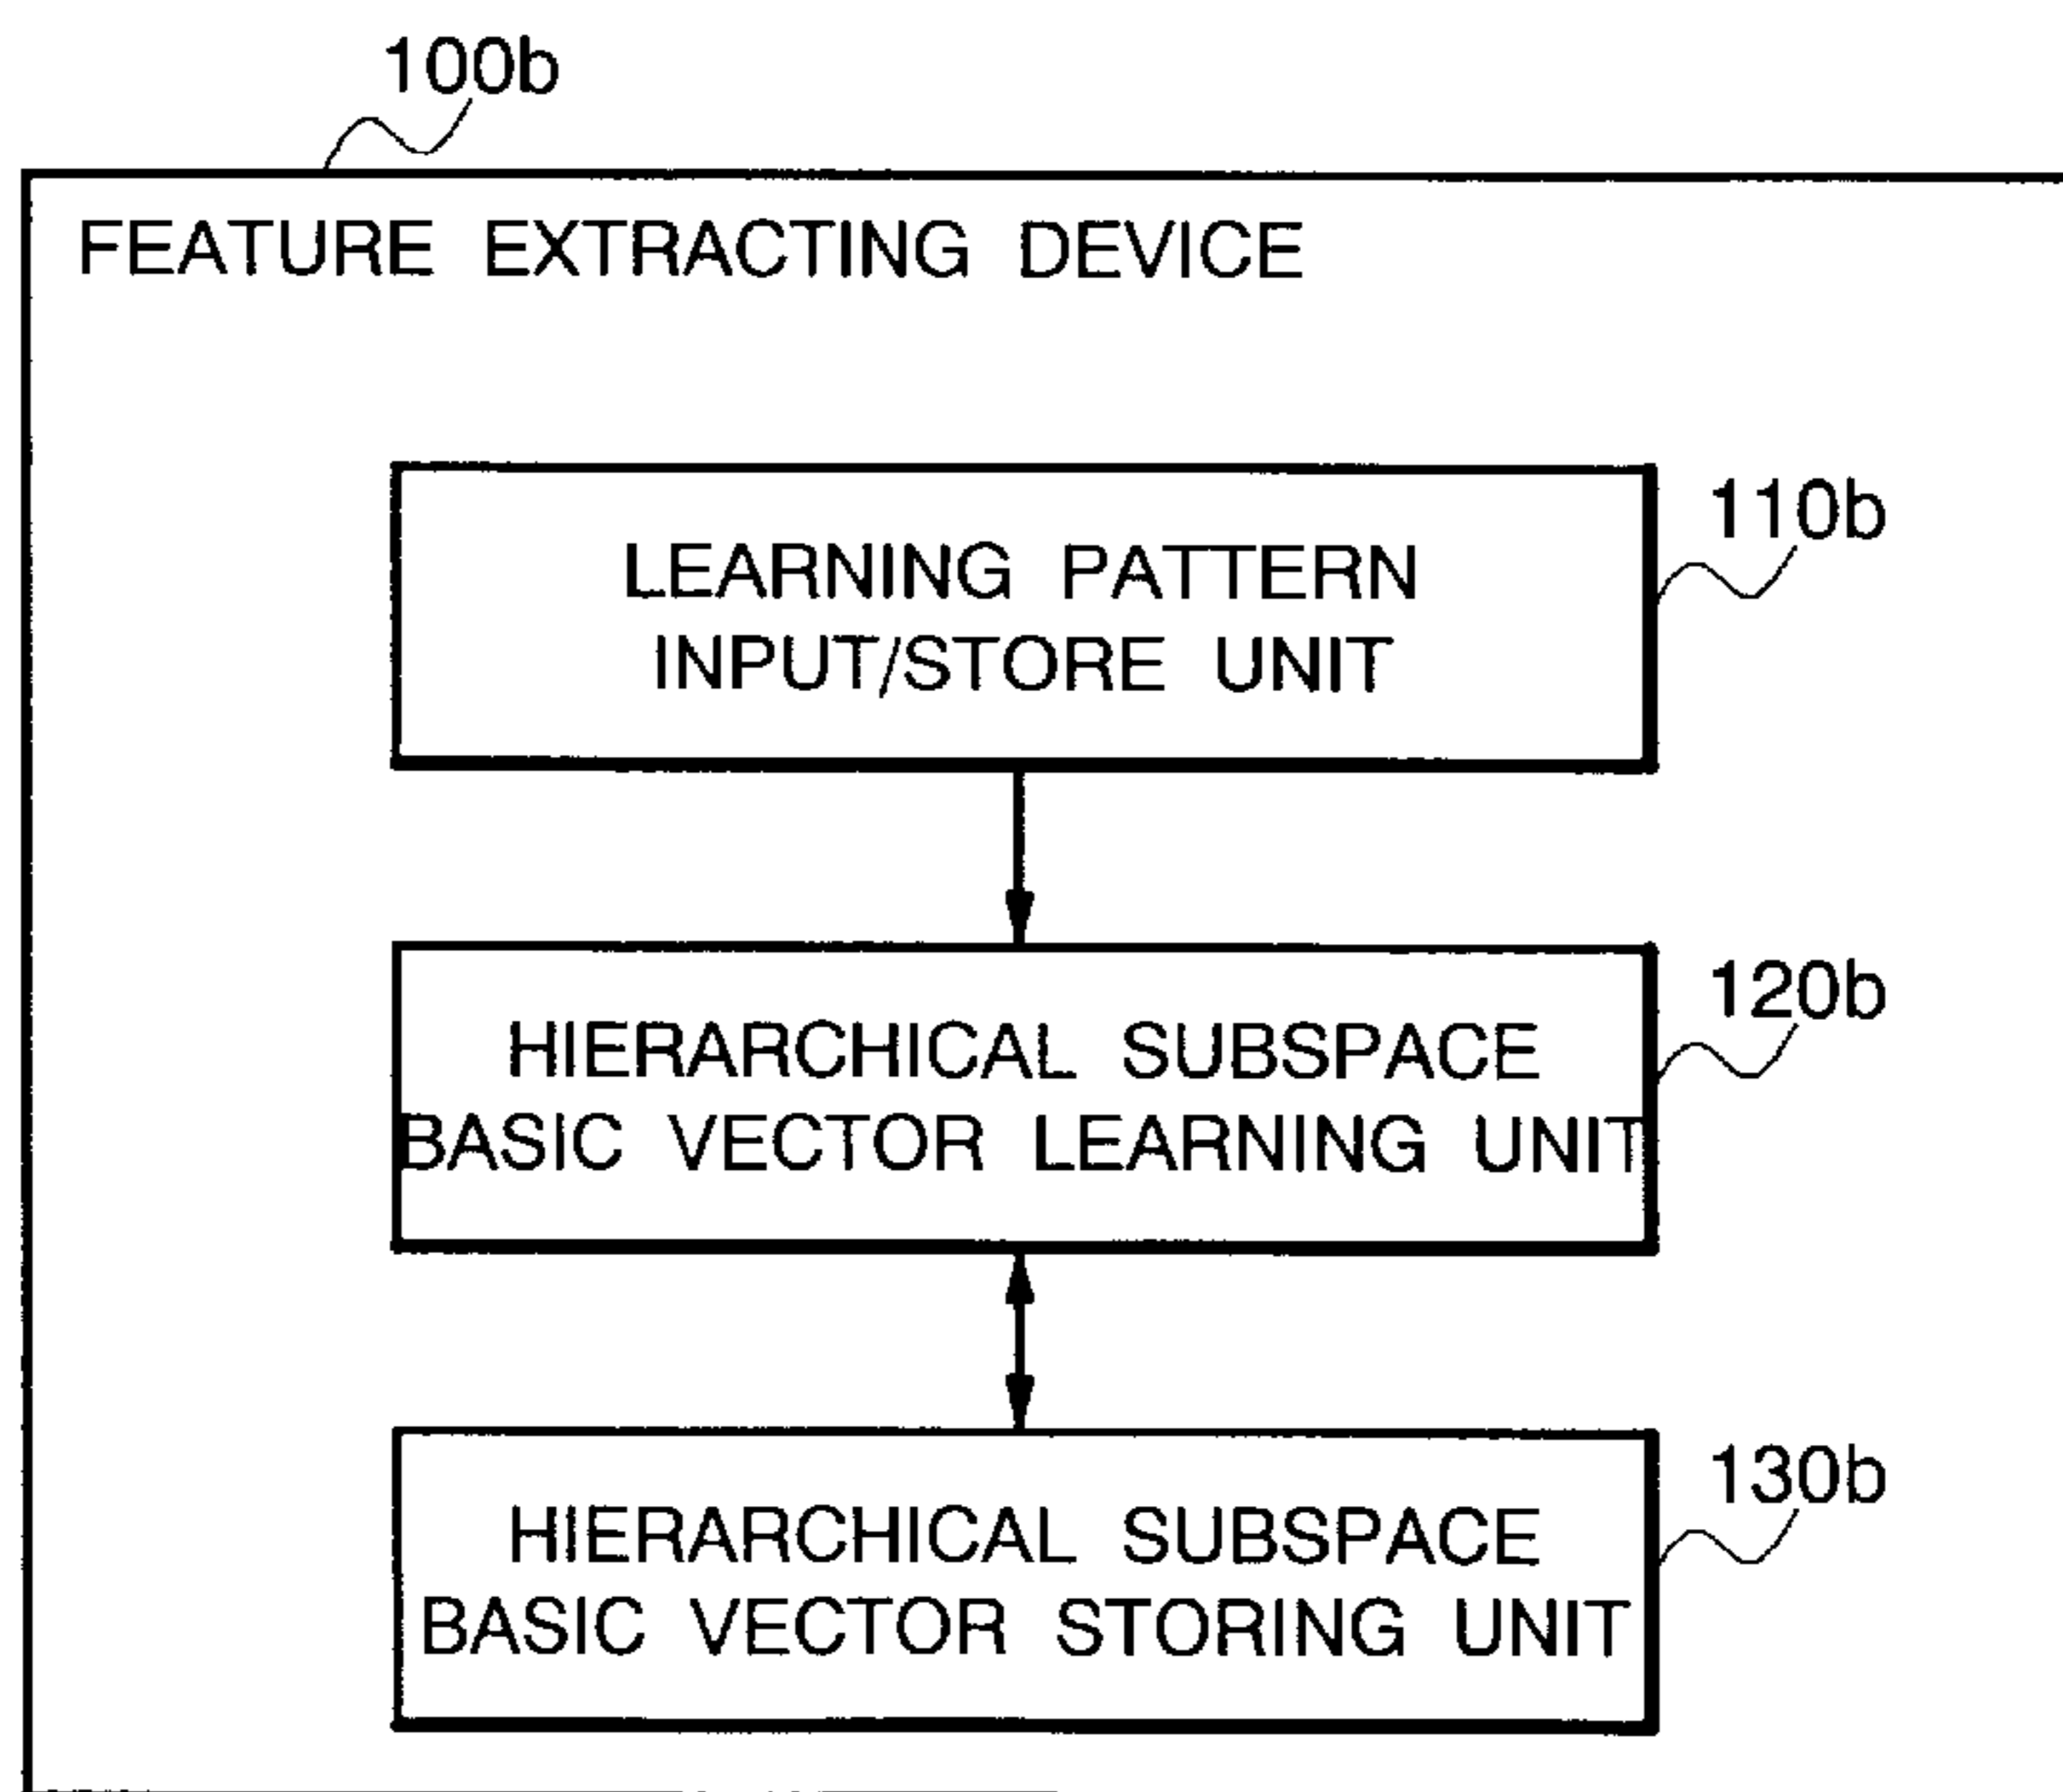 100b
FEATURE EXTRACTING DEVICE
110b
LEARNING PATTERN
INPUT/STORE UNIT
120b
HIERARCHICAL SUBSPACE
BASIC VECTOR LEARNING UNIT
130b
HIERARCHICAL SUBSPACE
BASIC VECTOR STORING UNIT